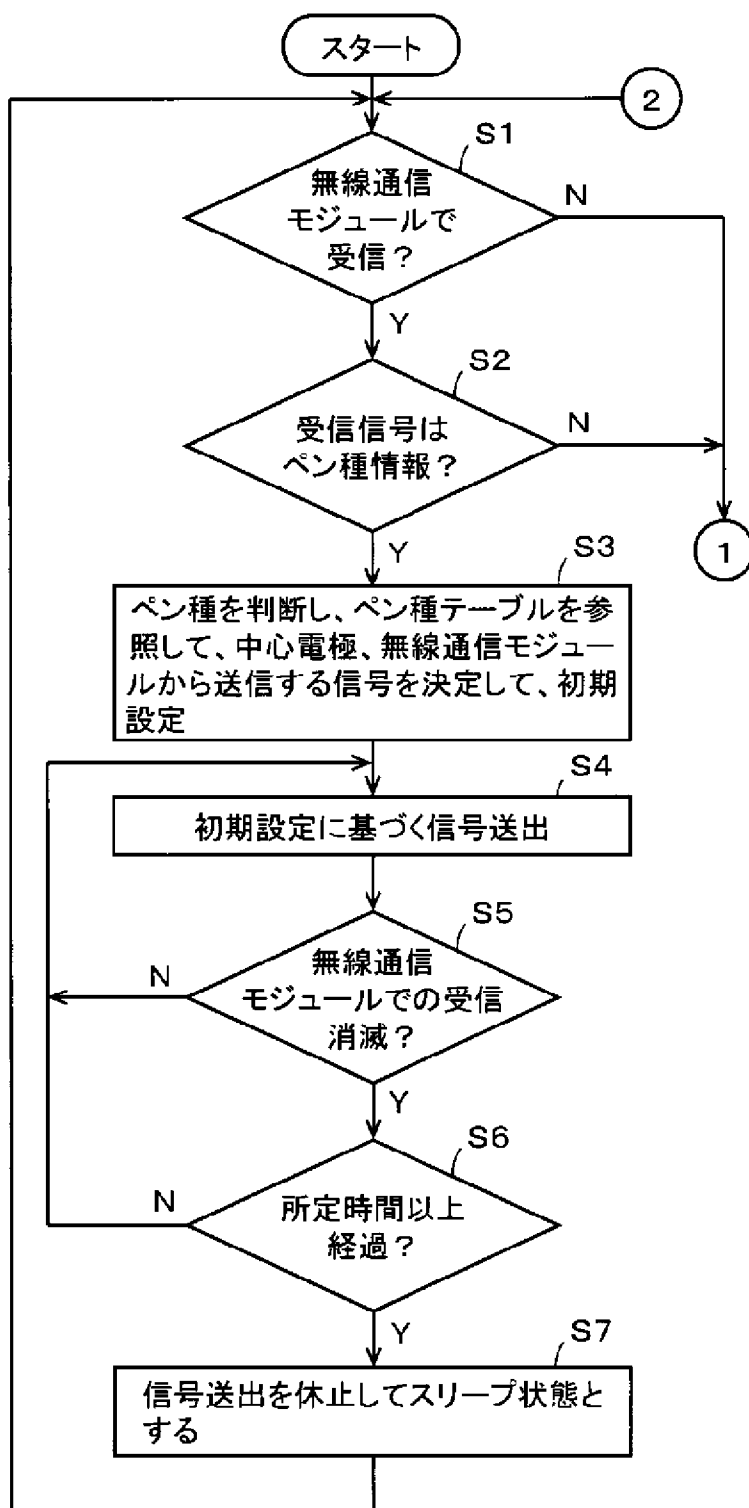 スタート
2
S1
無線通信
モジュールで
受信？
N
Y
S2
受信信号は
ペン種情報？
N
Y
1
S3
ペン種を判断し、ペン種テーブルを参
照して、中心電極、無線通信モジュー
ルから送信する信号を決定して、初期
設定
S4
初期設定に基づく信号送出
S5
無線通信
モジュールでの受信
消滅？
N
Y
S6
所定時間以上
経過？
N
Y
S7
信号送出を休止してスリープ状態と
する